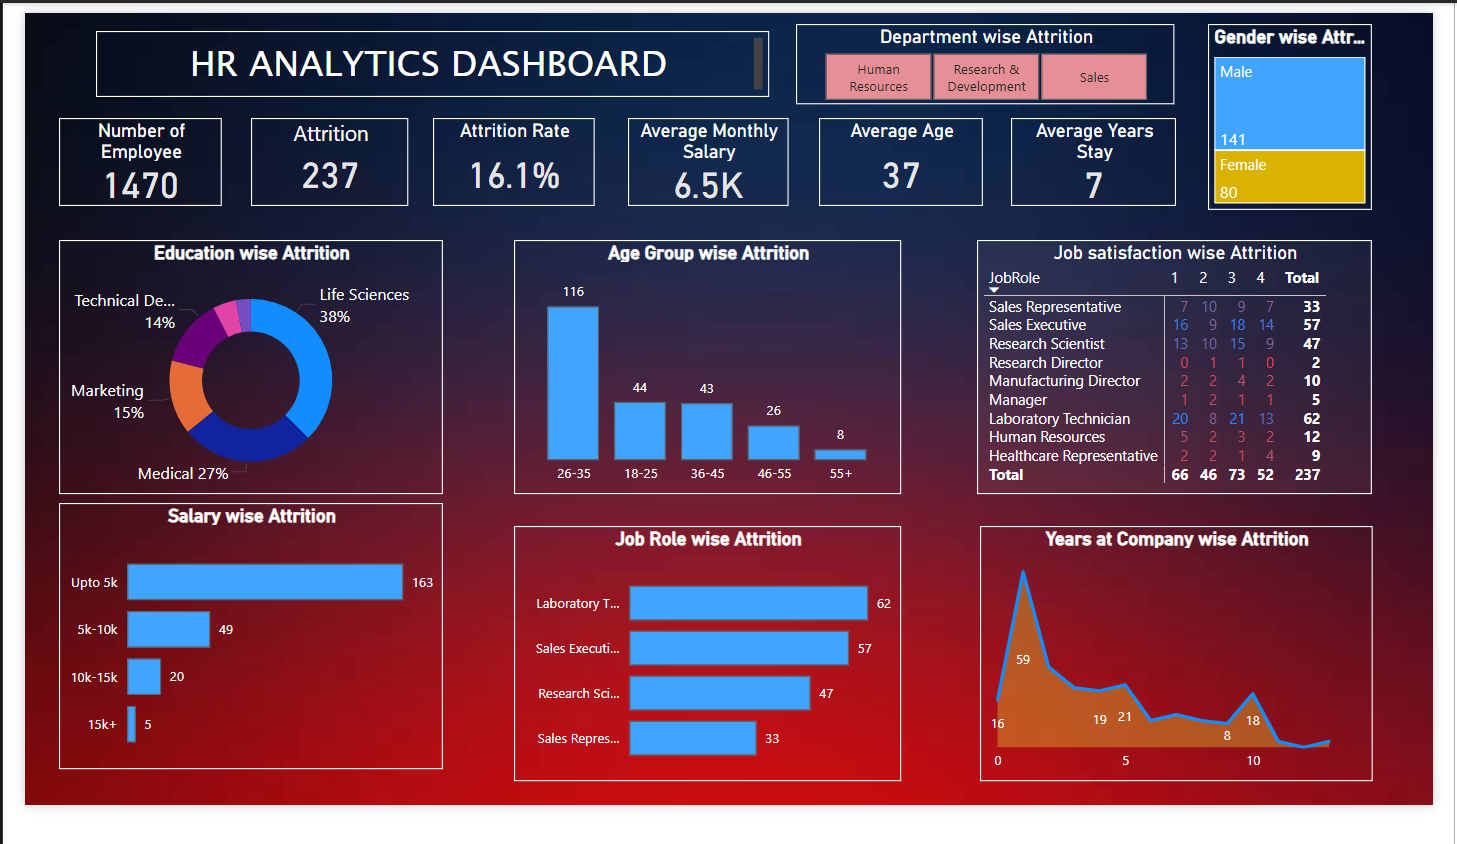 HR ANALYTICS DASHBOARD
Department wise Attrition
Human
Resources
Research &
Development
Sales
Gender wise Attr...
Male
141
Female
80
Number of
Employee
1470
Attrition
237
Attrition Rate
16.1%
Average Monthly
Salary
6.5K
Average Age
37
Average Years
Stay
7
Education wise Attrition
Life Sciences
38%
Technical De...
14%
Marketing
15%
Medical 27%
Age Group wise Attrition
116
44
43
26
8
26-35 18-25 36-45 46-55 55+
Job satisfaction wise Attrition
JobRole 1 2 3 4 Total
Sales Representative 7 10 9 7 33
Sales Executive 16 9 18 14 57
Research Scientist 13 10 15 9 47
Research Director 0 1 1 0 2
Manufacturing Director 2 2 4 2 10
Manager 1 2 1 1 5
Laboratory Technician 20 8 21 13 62
Human Resources 5 2 3 2 12
Healthcare Representative 2 2 1 4 9
Total 66 46 73 52 237
Salary wise Attrition
Upto 5k 163
5k-10k 49
10k-15k 20
15k+ 5
Job Role wise Attrition
Laboratory T... 62
Sales Executi... 57
Research Sci... 47
Sales Repres... 33
Years at Company wise Attrition
59
16
19
21
8
18
0 5 10